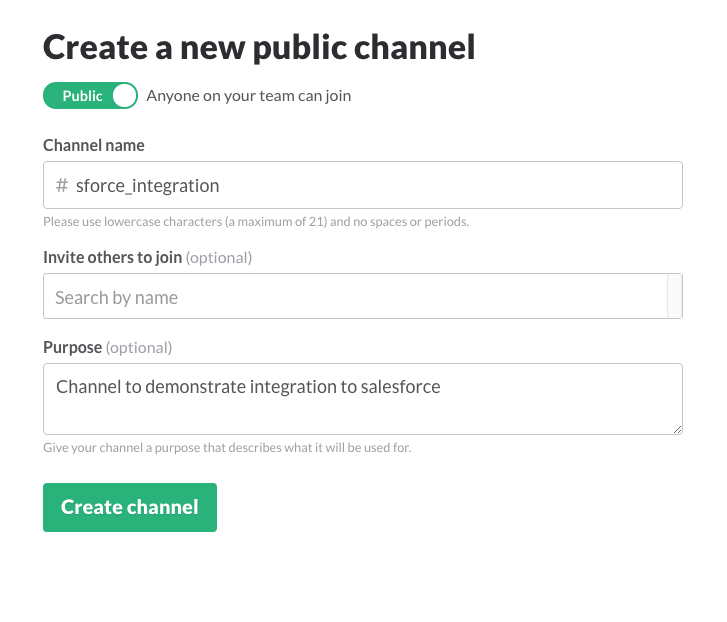 Create a new public channel
Public Anyone on your team can join
Channel name
# sforce_integration
Please use lowercase characters (a maximum of 21) and no spaces or periods.
Invite others to join (optional)
Search by name
Purpose (optional)
Channel to demonstrate integration to salesforce
Give your channel a purpose that describes what it will be used for.
Create channel